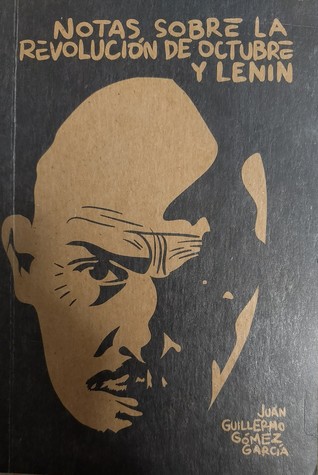 NOTAS SOBRE LA
REVOLUCIÓN DE OCTUBRE
Y LENIN
JUAN
GUILLERMO
GÓMEZ
GARCÍA